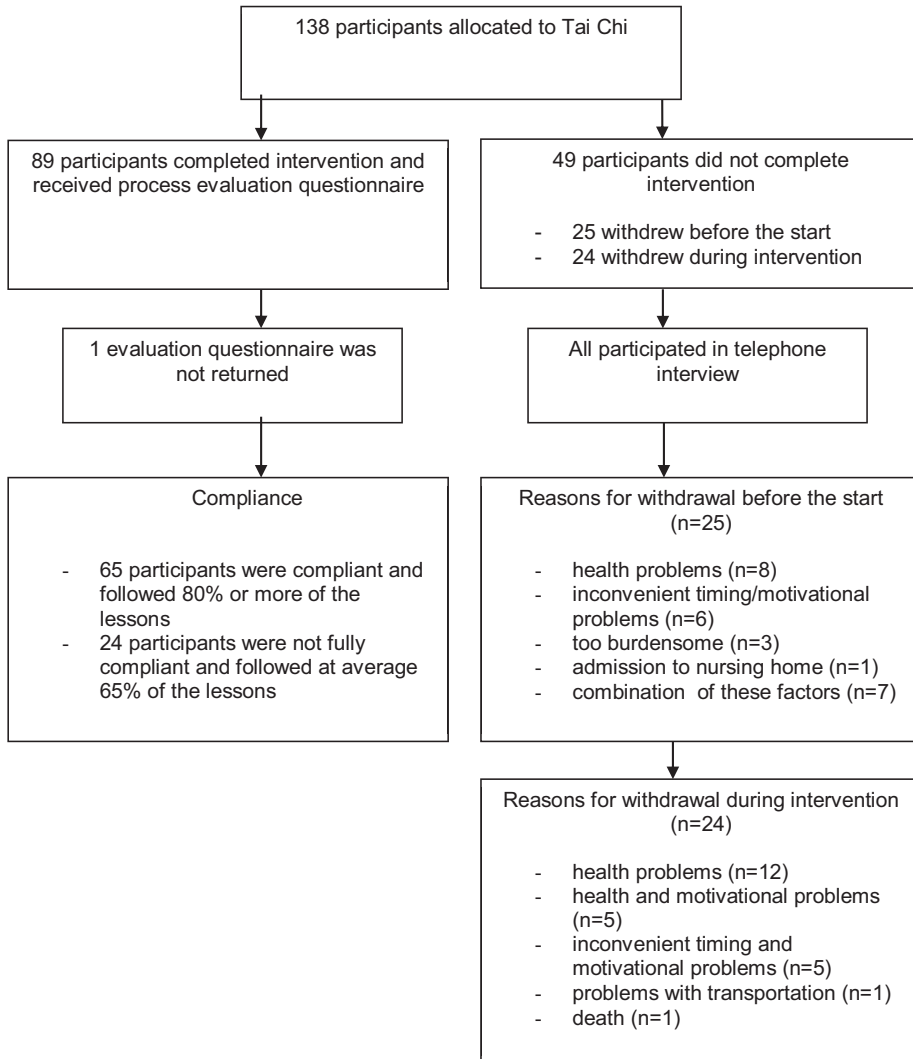 138 participants allocated to Tai Chi
89 participants completed intervention and
received process evaluation questionnaire
49 participants did not complete
intervention
- 25 withdrew before the start
- 24 withdrew during intervention
1 evaluation questionnaire was
not returned
All participated in telephone
interview
Compliance
- 65 participants were compliant and
followed 80% or more of the
lessons
- 24 participants were not fully
compliant and followed at average
65% of the lessons
Reasons for withdrawal before the start
(n=25)
- health problems (n=8)
- inconvenient timing/motivational
problems (n=6)
- too burdensome (n=3)
- admission to nursing home (n=1)
- combination of these factors (n=7)
Reasons for withdrawal during intervention
(n=24)
- health problems (n=12)
- health and motivational problems
(n=5)
- inconvenient timing and
motivational problems (n=5)
- problems with transportation (n=1)
- death (n=1)